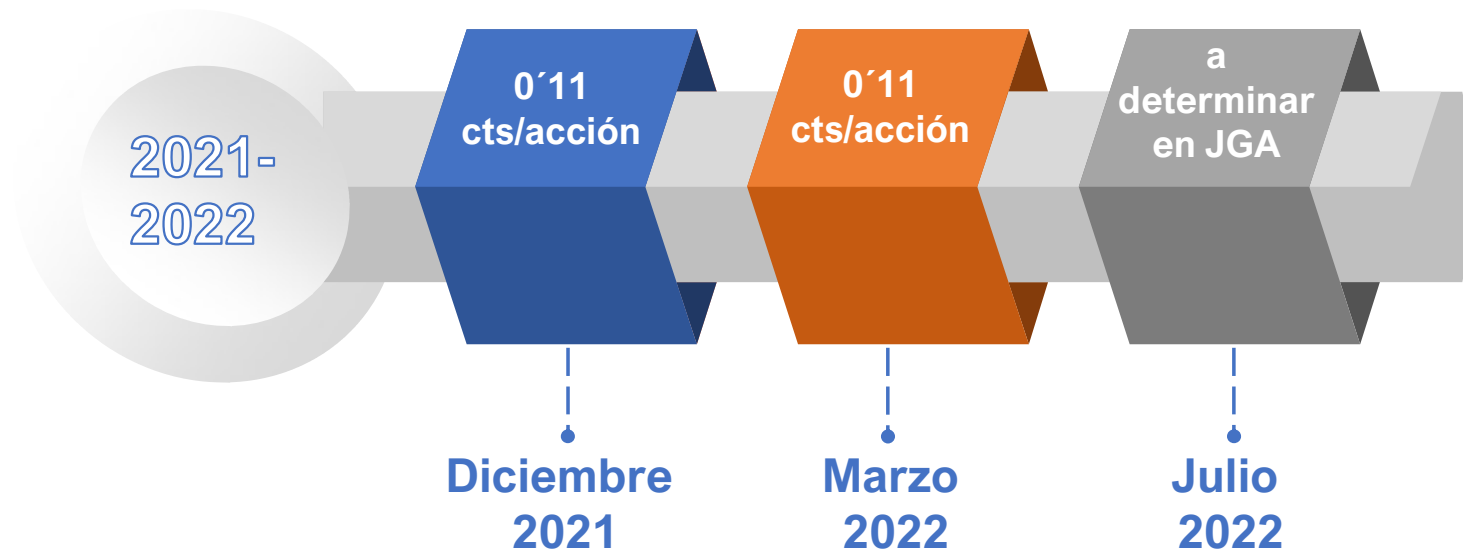 2021-
2022
0´11
cts/acción
0´11
cts/acción
a
determinar
en JGA
Diciembre
2021
Marzo
2022
Julio
2022